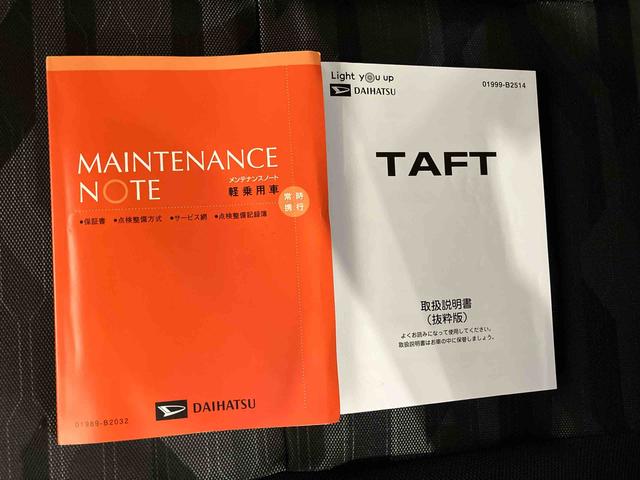 MAINTENANCE
NOTE
メンテナンスノート
軽乗用車
常時
携行
●保証書 ●点検整備方式 ●サービス網 ●点検整備記録簿
DAIHATSU
01989-B2032
Light you up
DAIHATSU
01999-B2514
TAFT
取扱説明書
（抜粋版）
よくお読みになって使用してください。
取扱説明書はお車の中に保管しましょう。